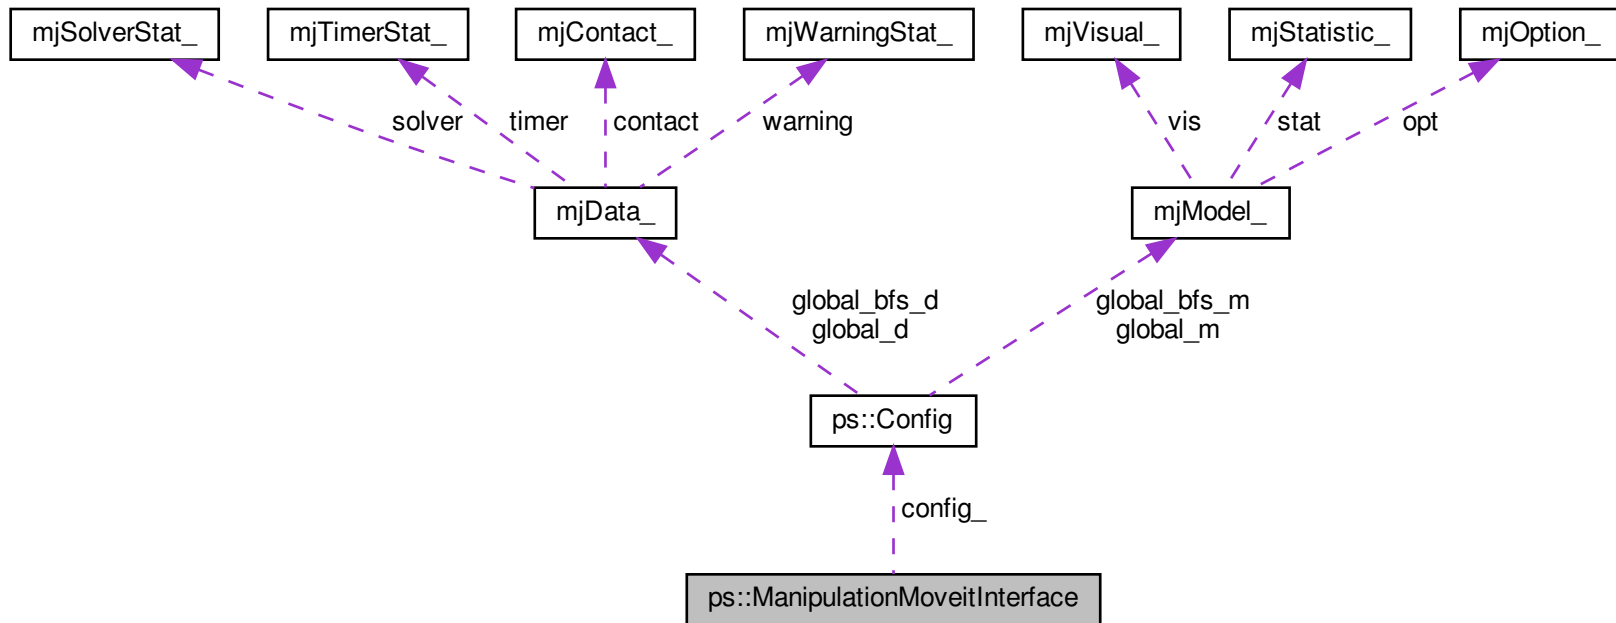 mjSolverStat_
mjTimerStat_
mjContact_
mjWarningStat_
mjVisual_
mjStatistic_
mjOption_
solver
timer
contact
warning
vis
stat
opt
mjData_
mjModel_
global_bfs_d
global_d
global_bfs_m
global_m
ps::Config
config_
ps::ManipulationMoveitInterface